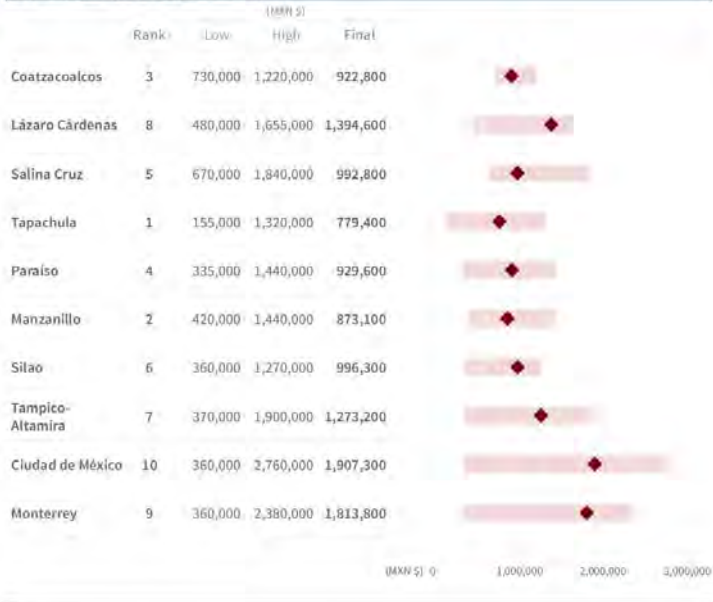 (MXN $)
Rank Low High Final
Coatzacoalcos 3 730,000 1,220,000 922,800
Lázaro Cárdenas 8 480,000 1,655,000 1,394,600
Salina Cruz 5 670,000 1,840,000 992,800
Tapachula 1 155,000 1,320,000 779,400
Paraíso 4 335,000 1,440,000 929,600
Manzanillo 2 420,000 1,440,000 873,100
Silao 6 360,000 1,270,000 996,300
Tampico-
Altamira 7 370,000 1,900,000 1,273,200
Ciudad de México 10 360,000 2,760,000 1,907,300
Monterrey 9 360,000 2,380,000 1,813,800
(MXN $) 0 1,000,000 2,000,000 3,000,000